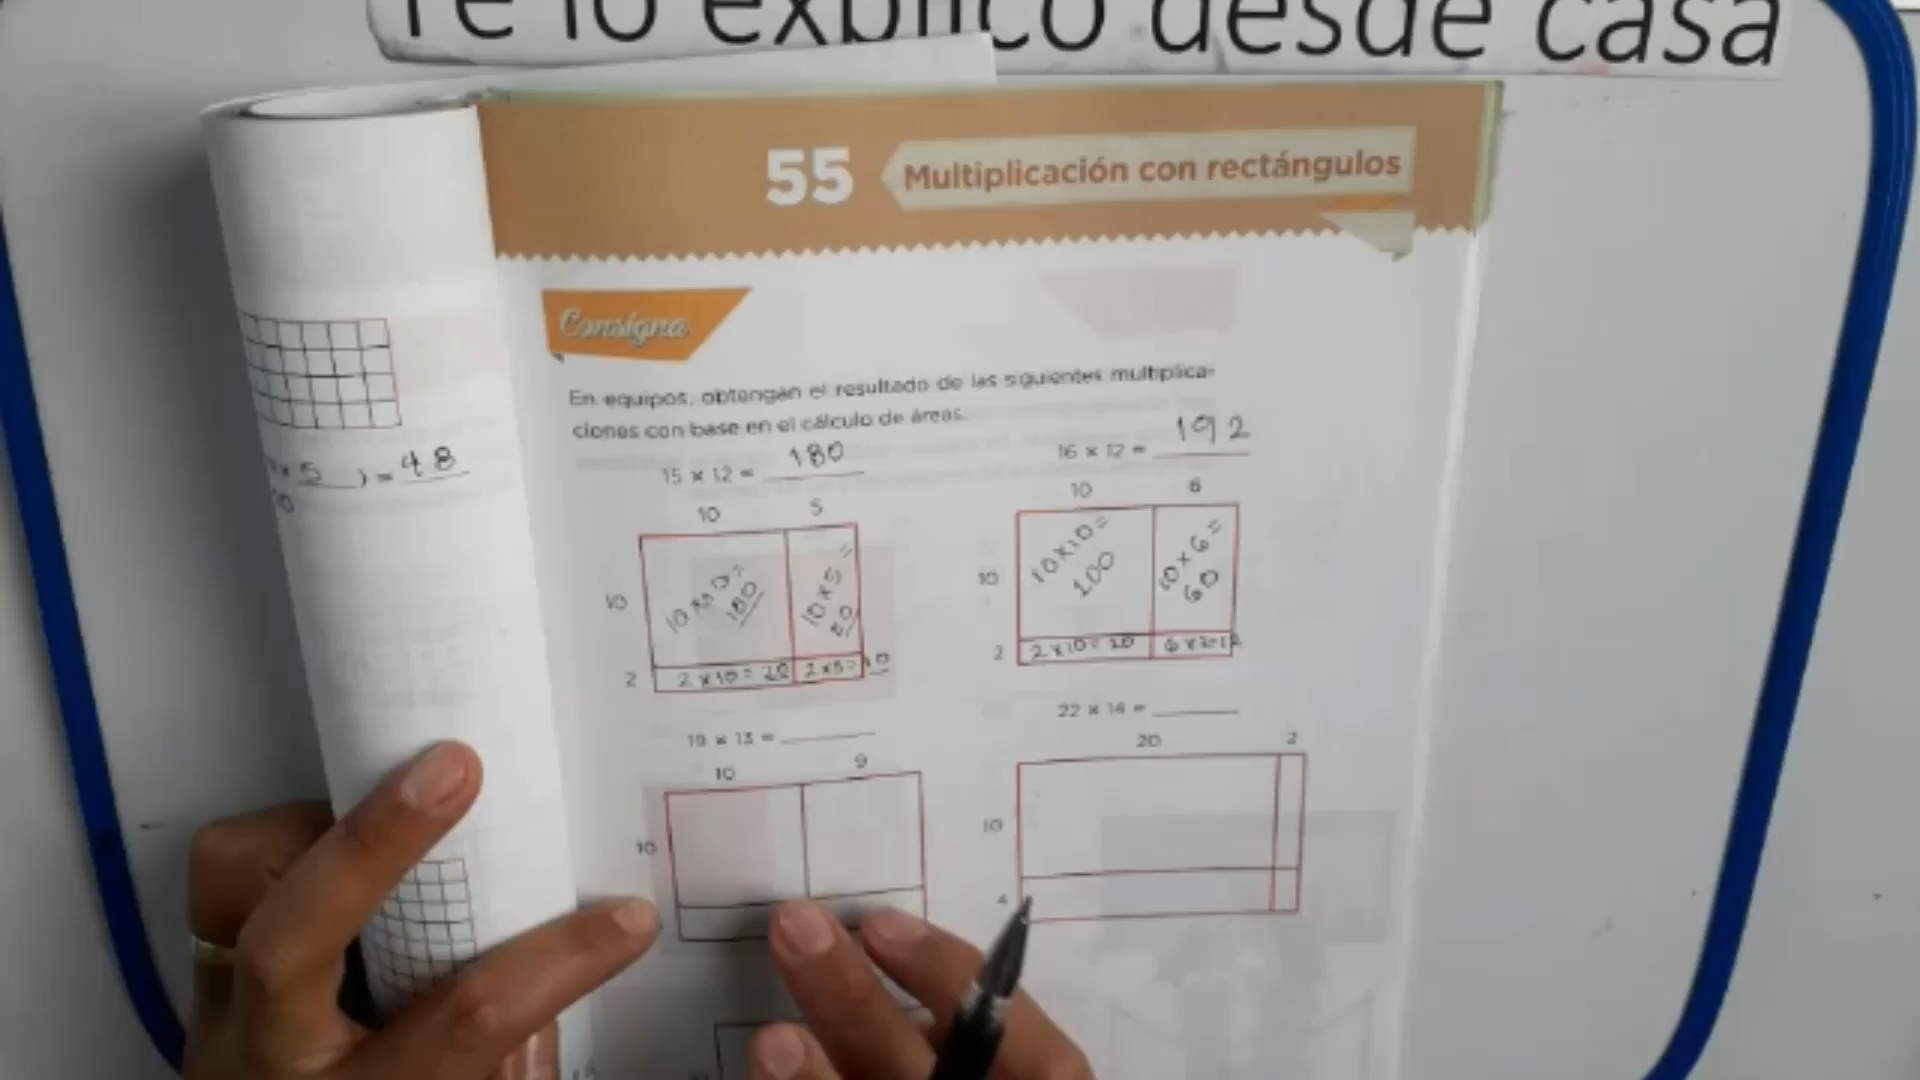 Te lo explico desde casa
55 Multiplicación con rectángulos
Consigna
En equipos, obtengan el resultado de las siguientes multiplica-
ciones con base en el cálculo de áreas.
x 5 ) = 48
15 x 12 = 180
10 5
10
10 x 10 =
100
10 x 5 =
50
2
2 x 10 = 20
2 x 5 = 10
16 x 12 = 192
10 6
10
10 x 10 =
100
10 x 6 =
60
2
2 x 10 = 20
6 x 2 = 12
19 x 13 =
10 9
10
22 x 14 =
20 2
10
4